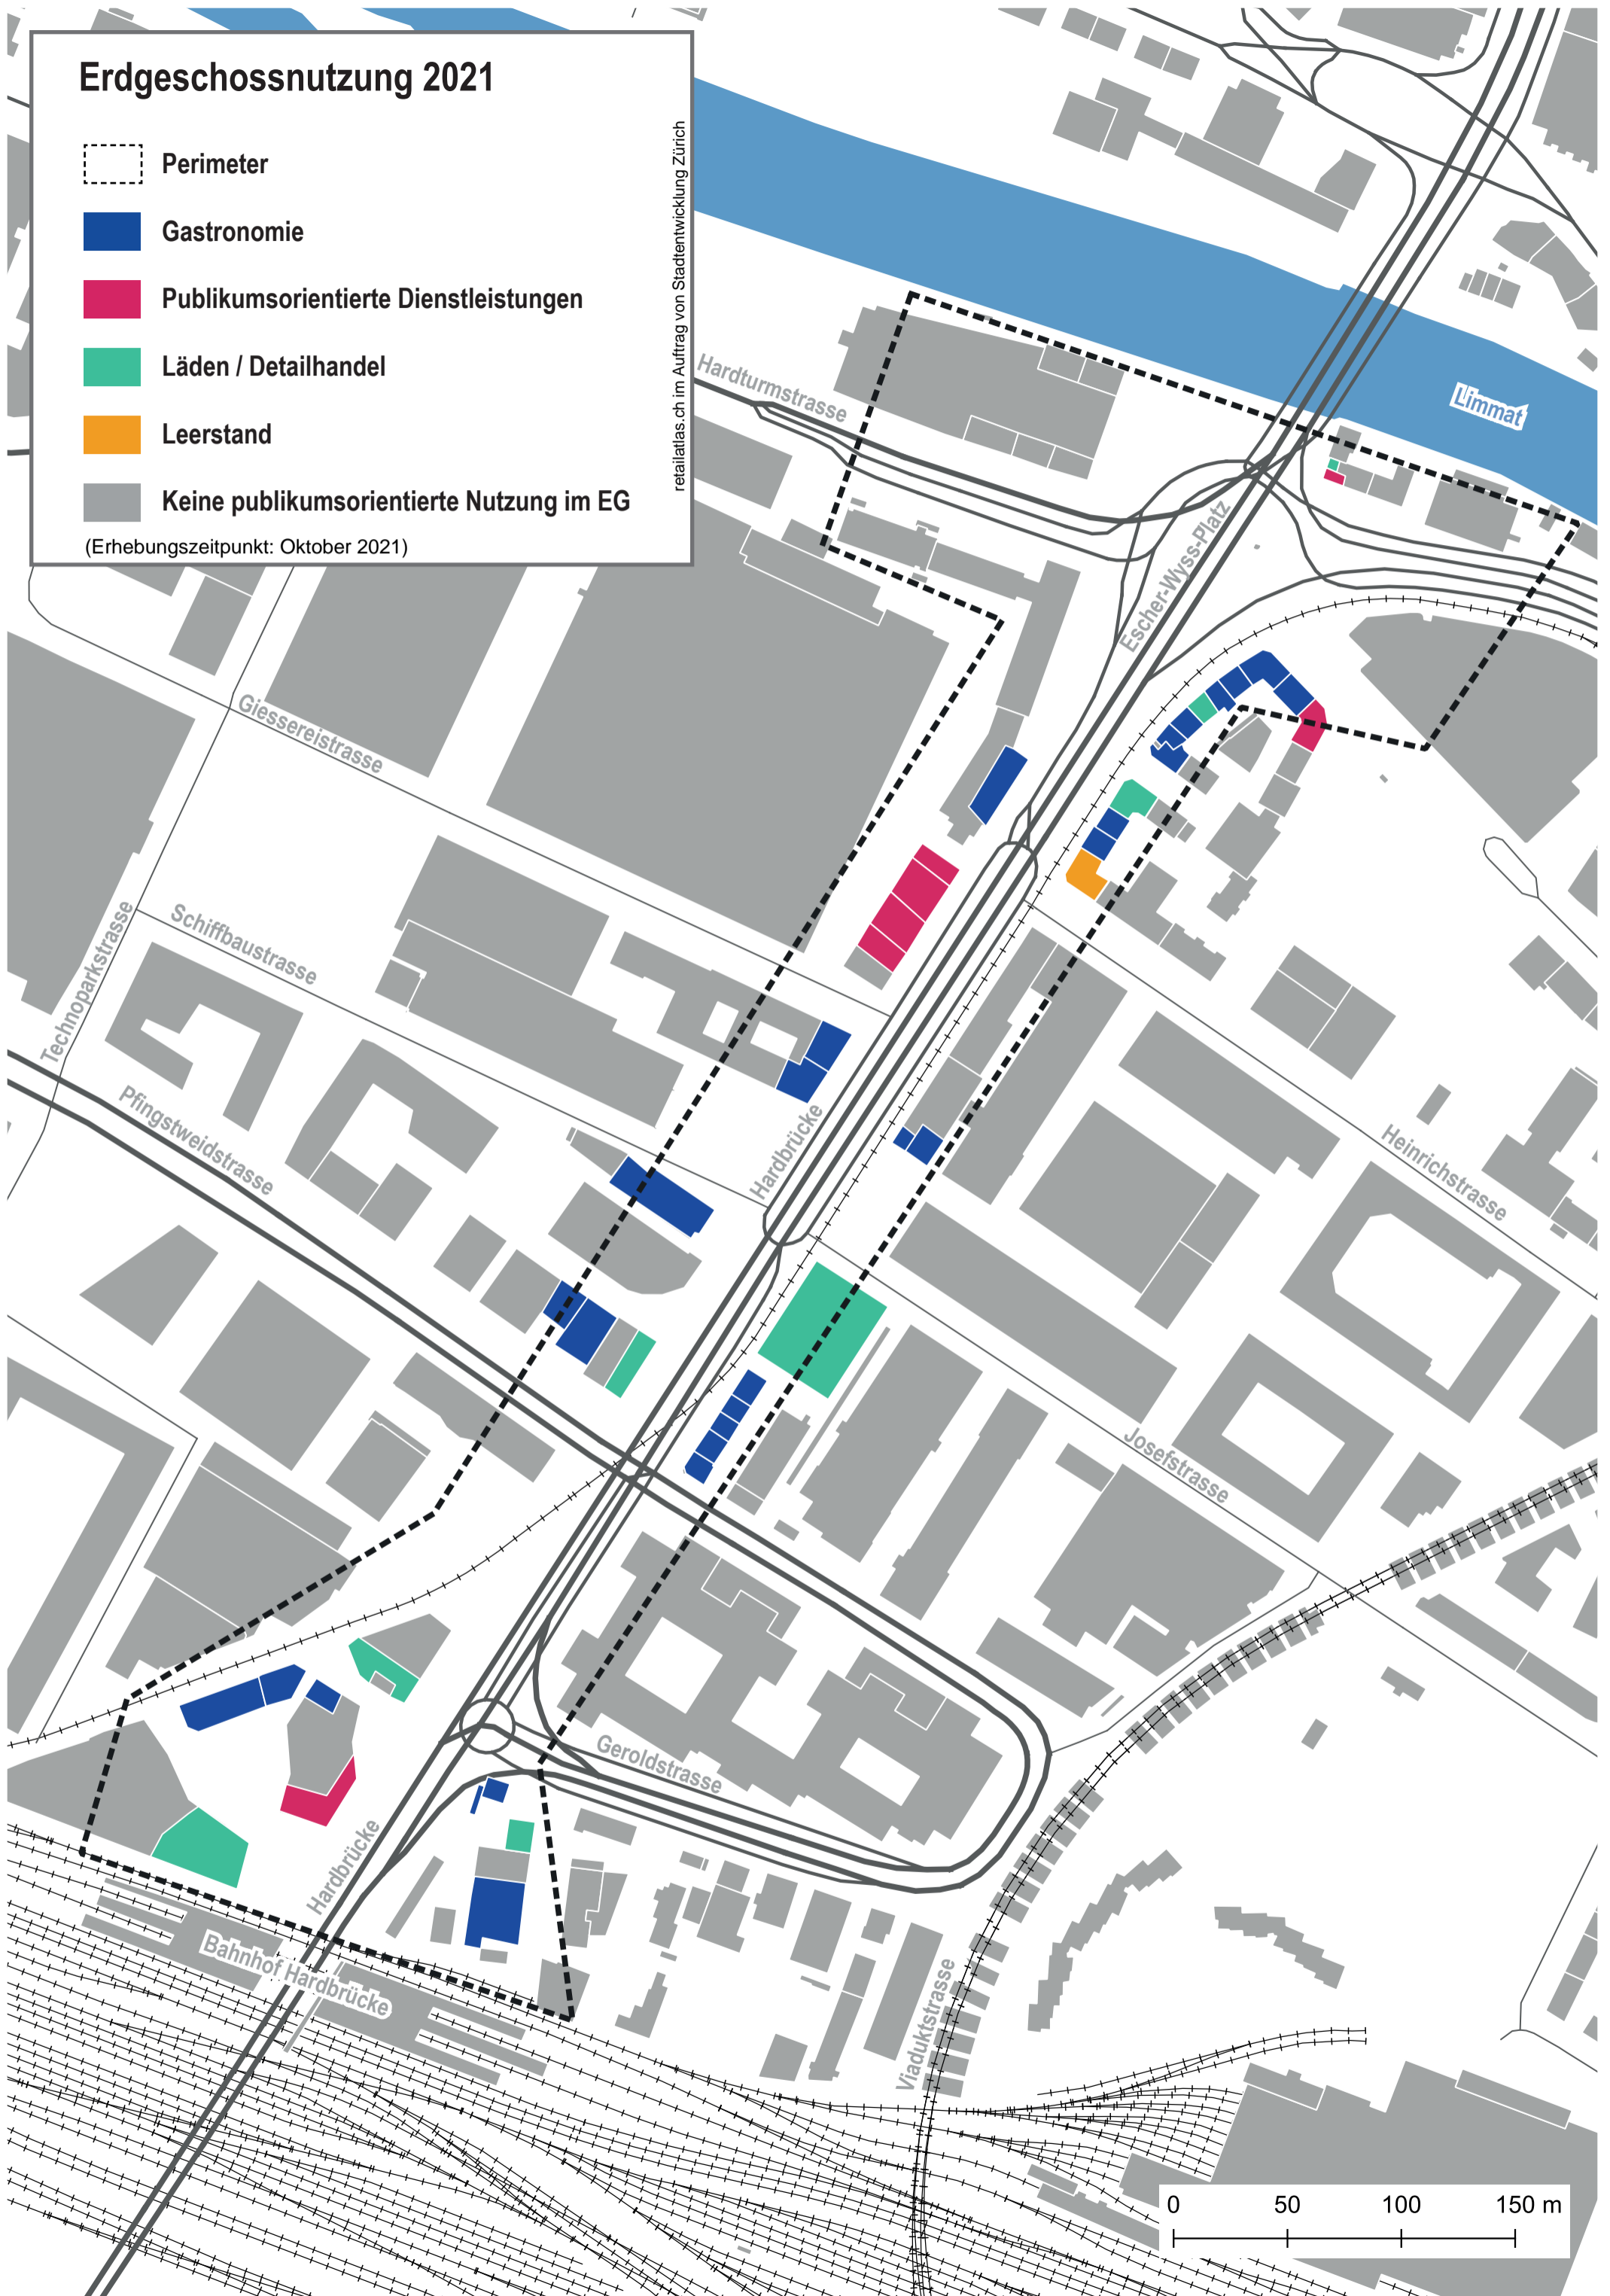 Erdgeschossnutzung 2021
Perimeter
Gastronomie
Publikumsorientierte Dienstleistungen
Läden / Detailhandel
Leerstand
Keine publikumsorientierte Nutzung im EG
(Erhebungszeitpunkt: Oktober 2021)
retailatlas.ch im Auftrag von Stadtentwicklung Zürich
Hardturmstrasse
Limmat
Escher-Wyss-Platz
Giessereistrasse
Schiffbaustrasse
Technoparkstrasse
Pfingstweidstrasse
Hardbrücke
Heinrichstrasse
Josefstrasse
Geroldstrasse
Hardbrücke
Bahnhof Hardbrücke
Viaduktstrasse
0 50 100 150 m